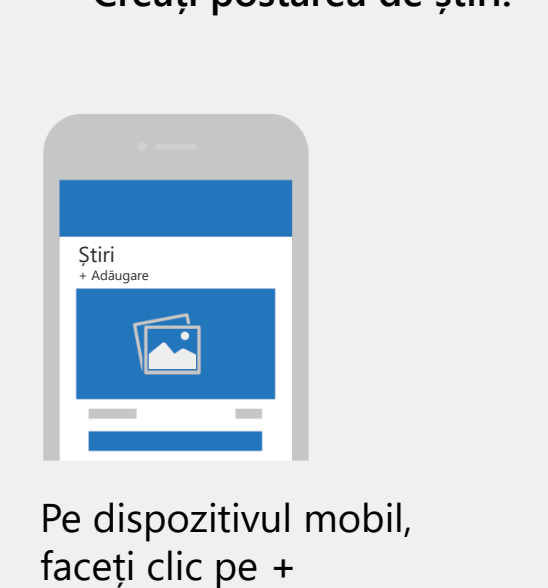 Creați postarea de știri.
Știri
+ Adăugare
Pe dispozitivul mobil,
faceți clic pe +